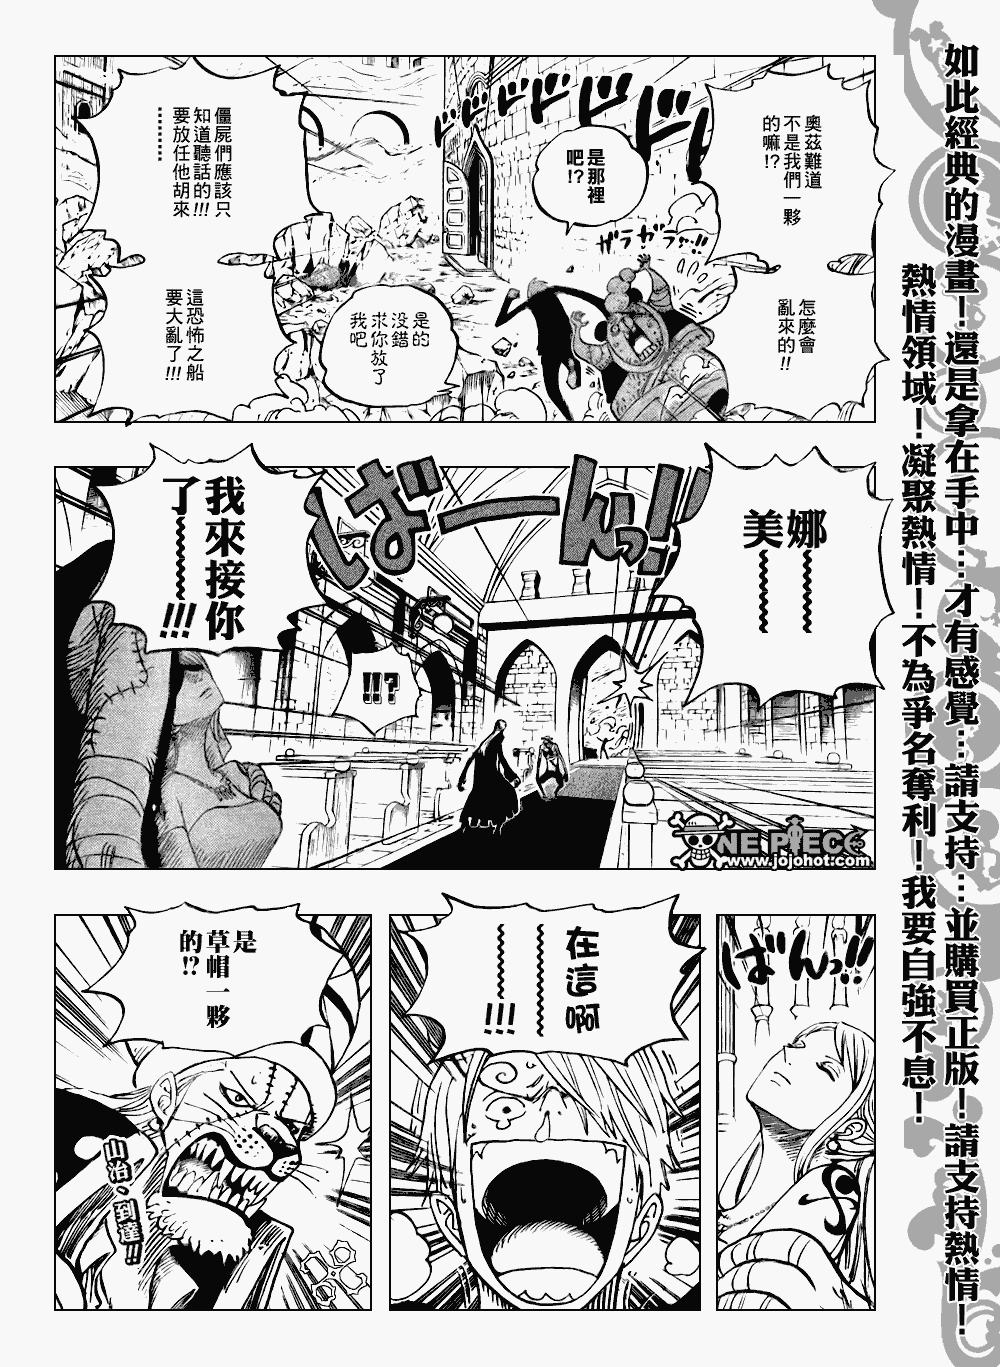 如此經典的漫畫！還是拿在手中…才有感覺…請支持…並購買正版！請支持熱情！
熱情領域！凝聚熱情！不為爭名奪利！我要自強不息！
奧茲難道
不是我們一夥
的嘛!?
怎麼會
亂來的!!
ドドドドド
是那裡
吧!?
ガラガラァ…!!
是的
沒錯
求你放了
我吧
僵屍們應該只
知道聽話的!!!
要放任他胡來
………
這恐怖之船
要大亂了!!!
娜
美
ばーんっ!!
!!?
我來接你
了
!!!
ONE PIECE
www.jojohot.com
ばんっ!!
在這啊
!!!
是
草帽一夥
的!?
山治、到達!!